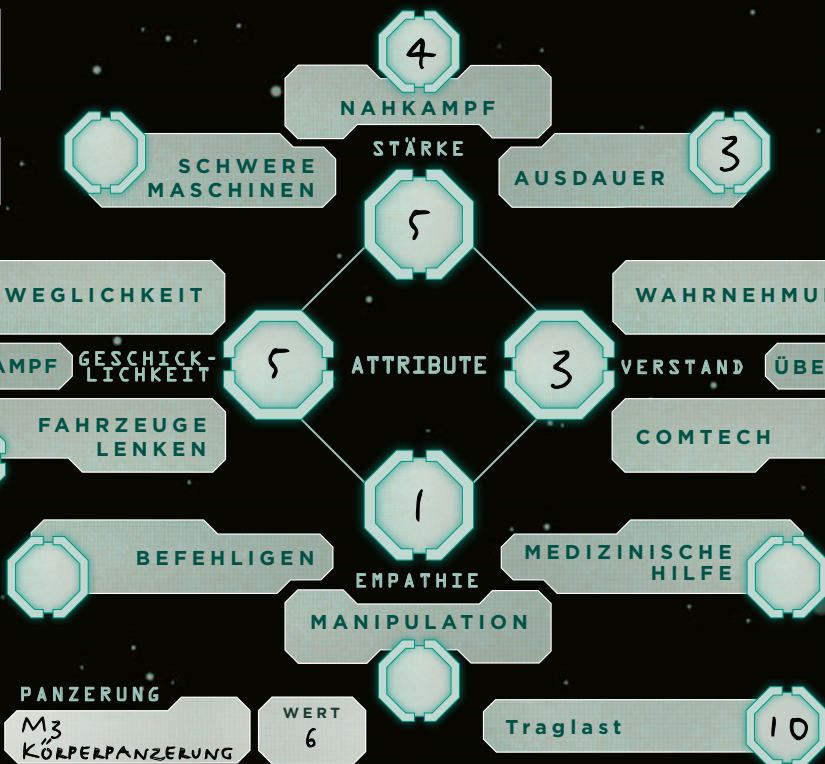 4
NAHKAMPF
STÄRKE
SCHWERE
MASCHINEN
AUSDAUER
3
5
WEGLICHKEIT
WAHRNEHMU
AMPF
GESCHICK-
LICHKEIT
5
ATTRIBUTE
3
VERSTAND
ÜBE
FAHRZEUGE
LENKEN
COMTECH
1
BEFEHLIGEN
MEDIZINISCHE
HILFE
EMPATHIE
MANIPULATION
PANZERUNG
M3
KÖRPERPANZERUNG
WERT
6
Traglast
10